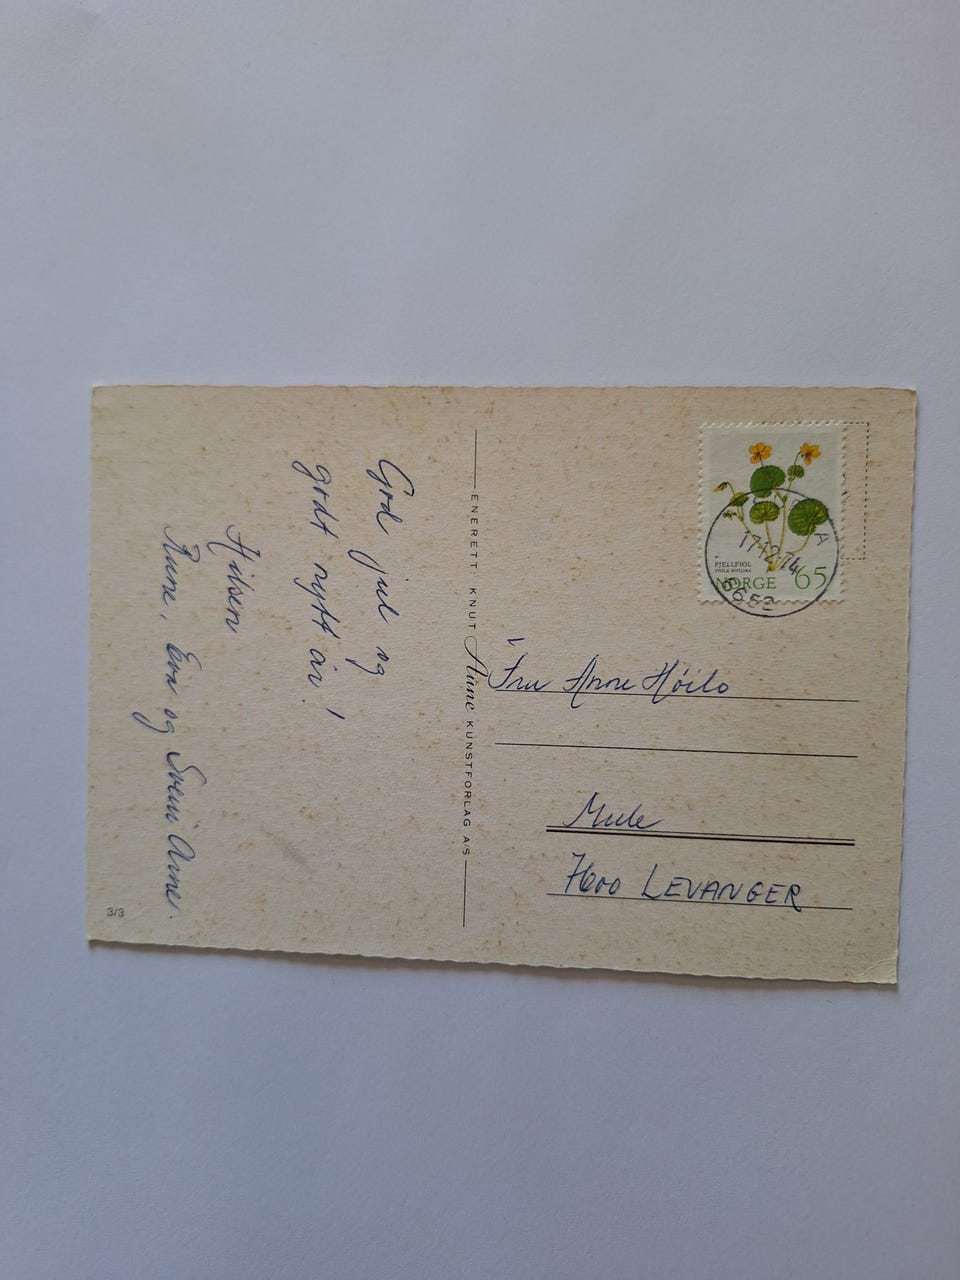 God jul og
godt nytt år!
Hilsen
Rune, Eva og Svein Arne.
3/3
ENERETT: KNUT Aune KUNSTFORLAG A/S
FJELLFIOL
VIOLA BIFLORA
NORGE 65
17.12.74
6652
Fru Anne Høilo
Mule
7600 LEVANGER